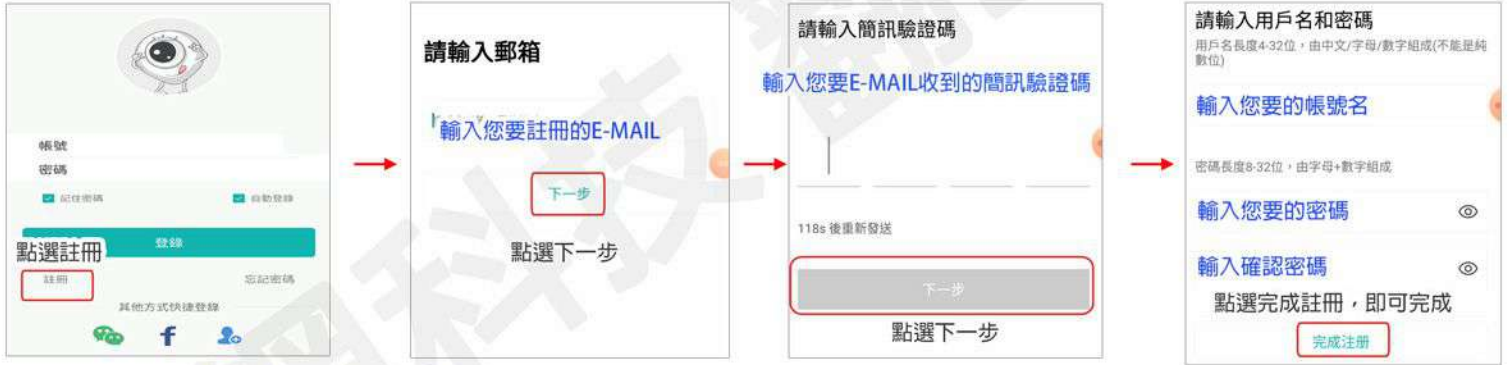 帳號
密碼
記住密碼
自動登錄
登錄
點選註冊
註冊
忘記密碼
其他方式快捷登錄
請輸入郵箱
輸入您要註冊的E-MAIL
下一步
點選下一步
請輸入簡訊驗證碼
輸入您要E-MAIL收到的簡訊驗證碼
118s 後重新發送
下一步
點選下一步
請輸入用戶名和密碼
用戶名長度4-32位，由中文/字母/數字組成(不能是純
數位)
輸入您要的帳號名
密碼長度8-32位，由字母+數字組成
輸入您要的密碼
輸入確認密碼
點選完成註冊，即可完成
完成注册
科技